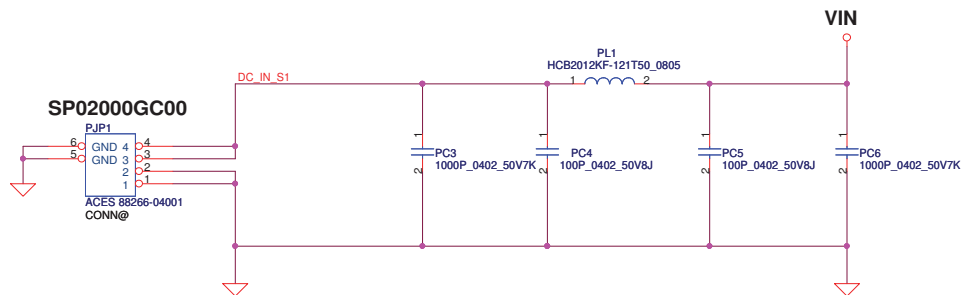 VIN
PL1
HCB2012KF-121T50_0805
DC_IN_S1
1
2
SP02000GC00
PJP1
6
GND
4
4
5
GND
3
3
2
2
1
1
ACES 88266-04001
CONN@
1
PC3
1000P_0402_50V7K
2
1
PC4
100P_0402_50V8J
2
1
PC5
100P_0402_50V8J
2
1
PC6
1000P_0402_50V7K
2